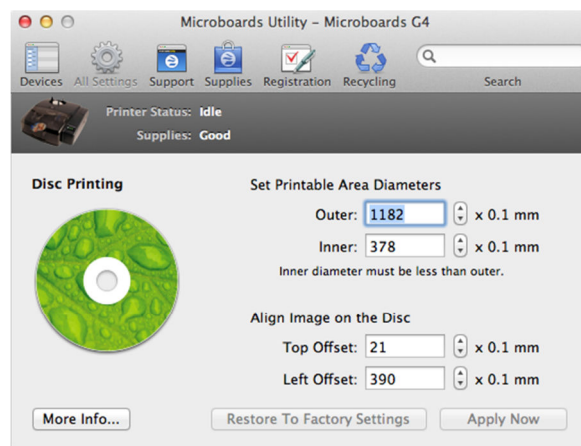 Microboards Utility – Microboards G4
Devices All Settings Support Supplies Registration Recycling Search
Printer Status: Idle
Supplies: Good
Disc Printing
Set Printable Area Diameters
Outer: 1182 x 0.1 mm
Inner: 378 x 0.1 mm
Inner diameter must be less than outer.
Align Image on the Disc
Top Offset: 21 x 0.1 mm
Left Offset: 390 x 0.1 mm
More Info... Restore To Factory Settings Apply Now